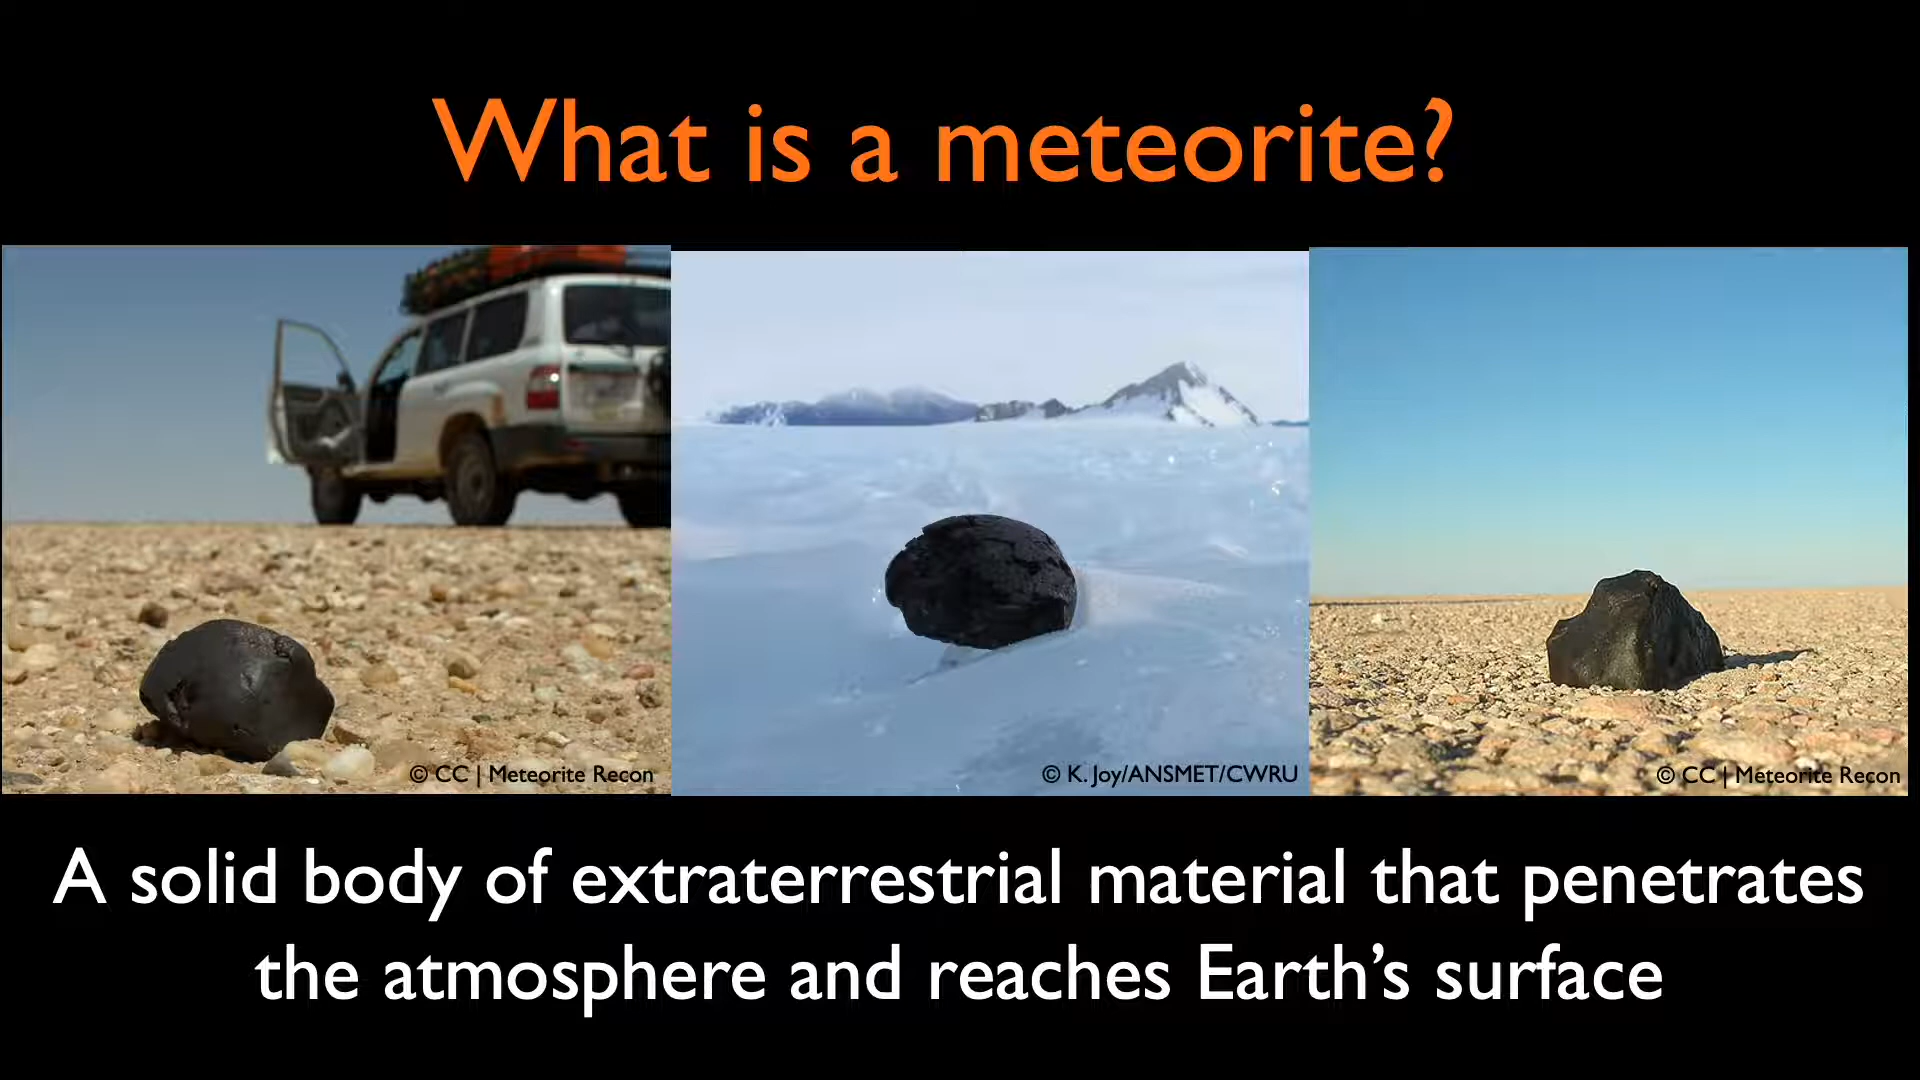 What is a meteorite?
© CC | Meteorite Recon
© K. Joy/ANSMET/CWRU
© CC | Meteorite Recon
A solid body of extraterrestrial material that penetrates
the atmosphere and reaches Earth’s surface